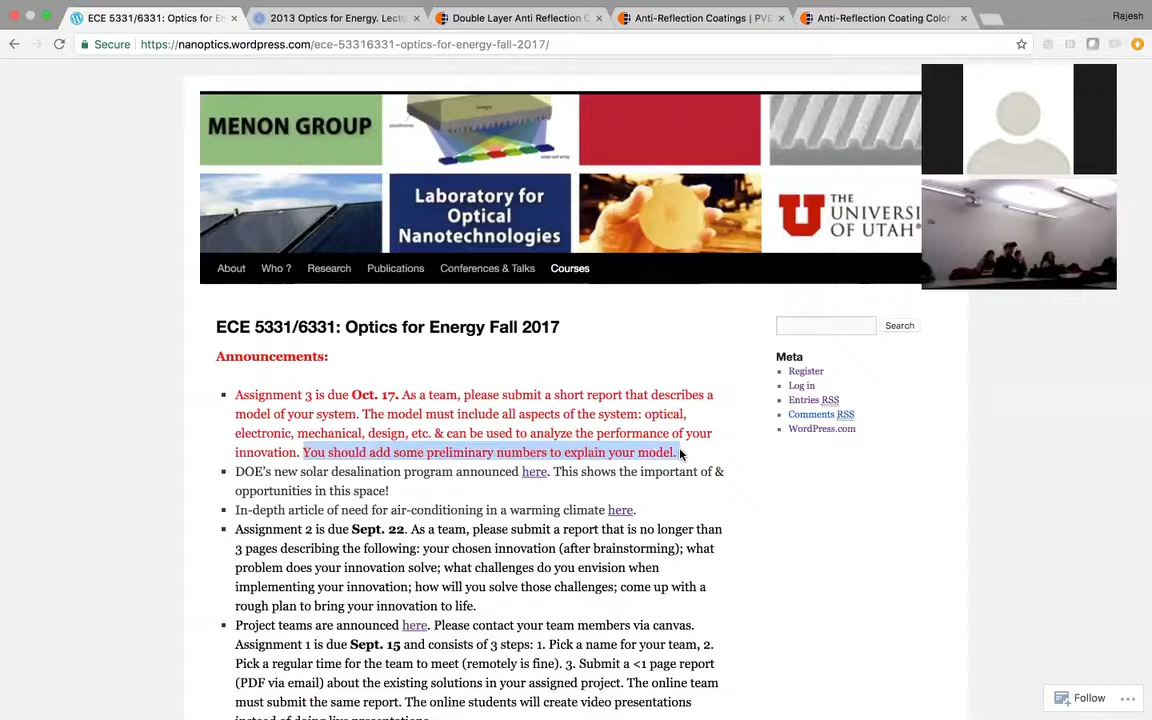 ECE 5331/6331: Optics for En
2013 Optics for Energy. Lectu
Double Layer Anti Reflection C
Anti-Reflection Coatings | PVE
Anti-Reflection Coating Color
Rajesh
Secure
https://nanoptics.wordpress.com/ece-53316331-optics-for-energy-fall-2017/
MENON GROUP
Laboratory for
Optical
Nanotechnologies
THE
UNIVERSI
OF UTAH
About
Who ?
Research
Publications
Conferences & Talks
Courses
ECE 5331/6331: Optics for Energy Fall 2017
Search
Announcements:
Meta
Register
Log in
Entries RSS
Comments RSS
WordPress.com
Assignment 3 is due Oct. 17. As a team, please submit a short report that describes a
model of your system. The model must include all aspects of the system: optical,
electronic, mechanical, design, etc. & can be used to analyze the performance of your
innovation. You should add some preliminary numbers to explain your model.
DOE's new solar desalination program announced here. This shows the important of &
opportunities in this space!
In-depth article of need for air-conditioning in a warming climate here.
Assignment 2 is due Sept. 22. As a team, please submit a report that is no longer than
3 pages describing the following: your chosen innovation (after brainstorming); what
problem does your innovation solve; what challenges do you envision when
implementing your innovation; how will you solve those challenges; come up with a
rough plan to bring your innovation to life.
Project teams are announced here. Please contact your team members via canvas.
Assignment 1 is due Sept. 15 and consists of 3 steps: 1. Pick a name for your team, 2.
Pick a regular time for the team to meet (remotely is fine). 3. Submit a <1 page report
(PDF via email) about the existing solutions in your assigned project. The online team
must submit the same report. The online students will create video presentations
instead of doing live presentations.
Follow